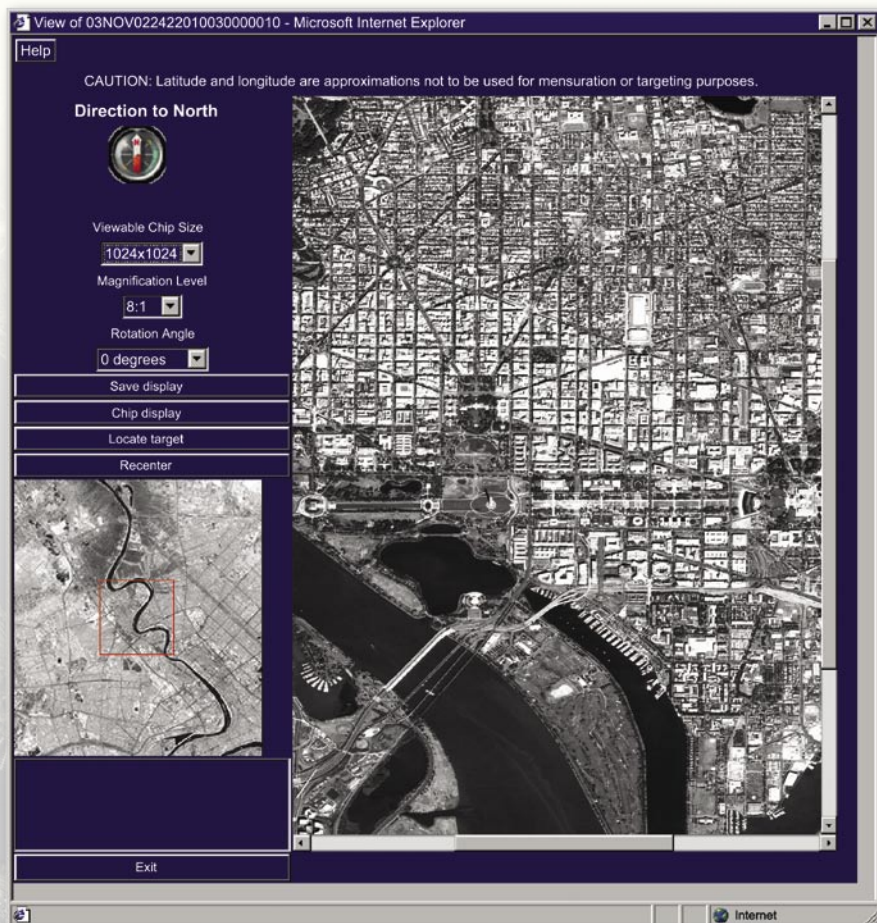 View of 03NOV022422010030000010 - Microsoft Internet Explorer
Help
CAUTION: Latitude and longitude are approximations not to be used for mensuration or targeting purposes.
Direction to North
N
Viewable Chip Size
1024x1024
Magnification Level
8:1
Rotation Angle
0 degrees
Save display
Chip display
Locate target
Recenter
Exit
Internet